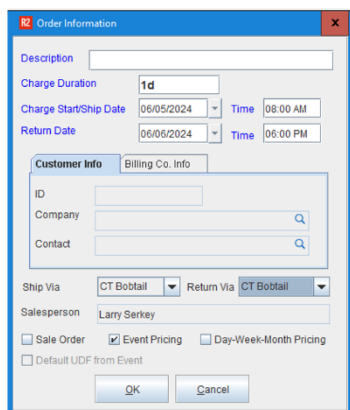 R2 Order Information X
Description
Charge Duration 1d
Charge Start/Ship Date 06/05/2024 Time 08:00 AM
Return Date 06/06/2024 Time 06:00 PM
Customer Info Billing Co. Info
ID
Company
Contact
Ship Via CT Bobtail Return Via CT Bobtail
Salesperson Larry Serkey
Sale Order Event Pricing Day-Week-Month Pricing
Default UDF from Event
OK Cancel